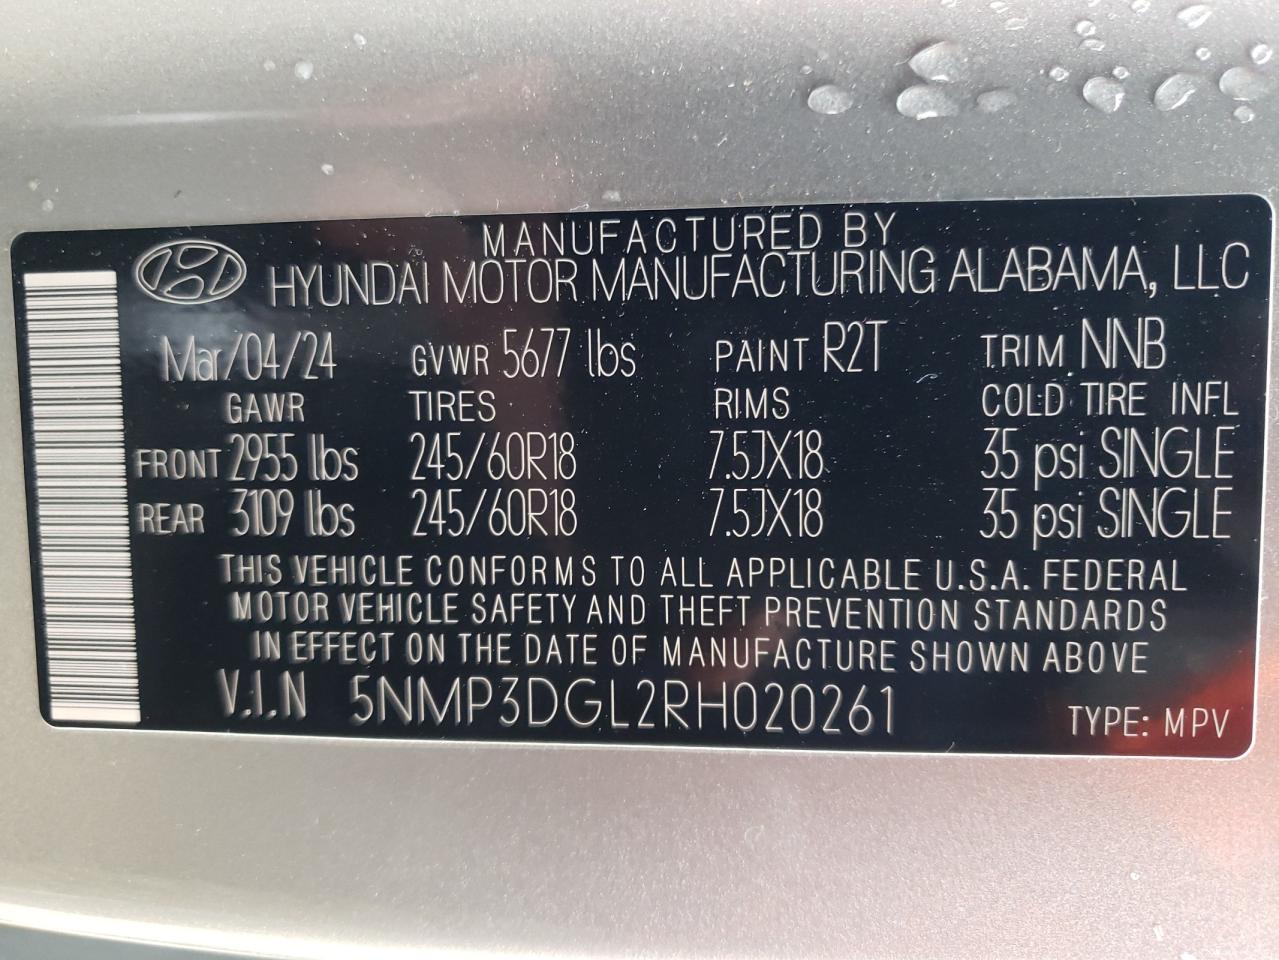 MANUFACTURED BY
HYUNDAI MOTOR MANUFACTURING ALABAMA, LLC
Mar/04/24 GVWR 5677 lbs PAINT R2T TRIM NNB
GAWR TIRES RIMS COLD TIRE INFL
FRONT 2955 lbs 245/60R18 7.5JX18 35 psi SINGLE
REAR 3109 lbs 245/60R18 7.5JX18 35 psi SINGLE
THIS VEHICLE CONFORMS TO ALL APPLICABLE U.S.A. FEDERAL
MOTOR VEHICLE SAFETY AND THEFT PREVENTION STANDARDS
IN EFFECT ON THE DATE OF MANUFACTURE SHOWN ABOVE
V.I.N 5NMP3DGL2RH020261 TYPE: MPV